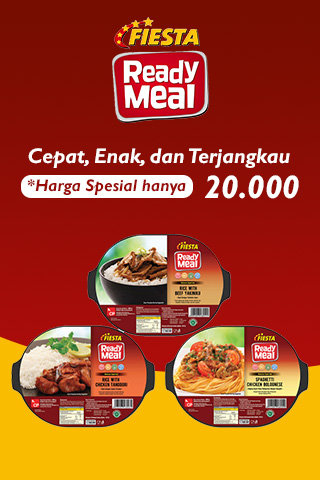 FIESTA
Ready
Meal
Cepat, Enak, dan Terjangkau
*Harga Spesial hanya 20.000
FIESTA
Ready
Meal
RICE WITH
BEEF YAKINIKU
FIESTA
Ready
Meal
RICE WITH
CHICKEN TANDOORI
FIESTA
Ready
Meal
SPAGHETTI
CHICKEN BOLOGNESE